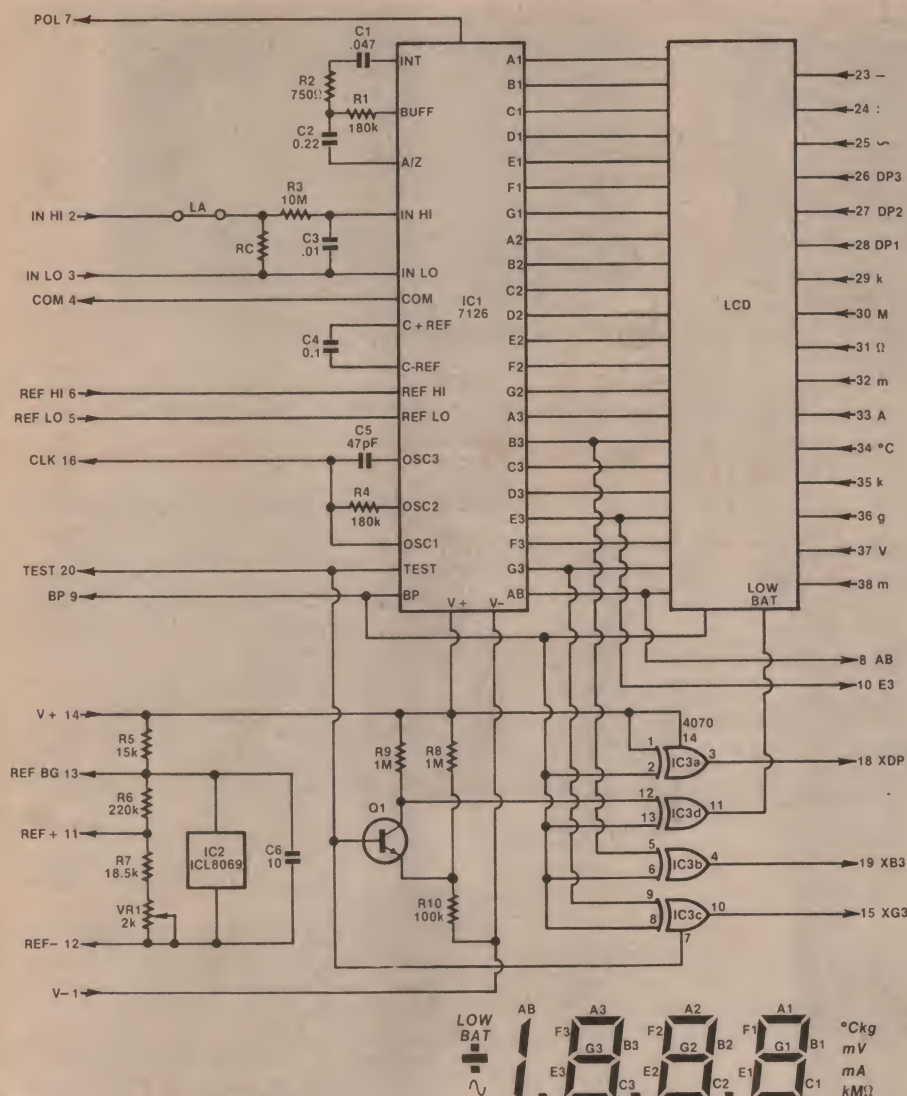 POL 7
C1
.047
R2
750Ω
R1
180k
C2
0.22
INT
BUFF
A/Z
IN HI 2
LA
R3
10M
RC
C3
.01
IN HI
IN LO 3
IN LO
COM 4
COM
C4
0.1
C + REF
C-REF
REF HI 6
REF HI
REF LO 5
REF LO
CLK 16
C5
47pF
OSC3
R4
180k
OSC2
OSC1
TEST 20
TEST
BP 9
BP
V +
V-
IC1
7126
A1
B1
C1
D1
E1
F1
G1
A2
B2
C2
D2
E2
F2
G2
A3
B3
C3
D3
E3
F3
G3
AB
LCD
LOW
BAT
23 –
24 :
25 ∽
26 DP3
27 DP2
28 DP1
29 k
30 M
31 Ω
32 m
33 A
34 °C
35 k
36 g
37 V
38 m
8 AB
10 E3
V + 14
R5
15k
REF BG 13
R6
220k
REF + 11
R7
18.5k
VR1
2k
REF- 12
V- 1
IC2
ICL8069
C6
10
R9
1M
R8
1M
Q1
R10
100k
4070
14
1
2
IC3a
3
18 XDP
12
13
IC3d
11
5
6
IC3b
4
19 XB3
9
8
IC3c
10
7
15 XG3
LOW
BAT
AB
A3
F3
B3
G3
E3
C3
A2
F2
B2
G2
E2
C2
A1
F1
B1
G1
E1
C1
°Ckg
mV
mA
kMΩ